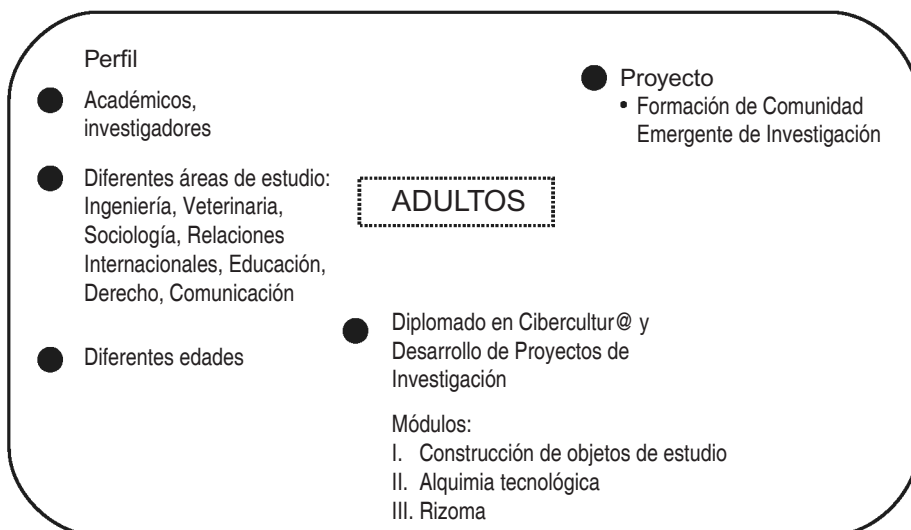 Perfil
Académicos,
investigadores
Diferentes áreas de estudio:
Ingeniería, Veterinaria,
Sociología, Relaciones
Internacionales, Educación,
Derecho, Comunicación
Diferentes edades
ADULTOS
Proyecto
• Formación de Comunidad
Emergente de Investigación
Diplomado en Cibercultur@ y
Desarrollo de Proyectos de
Investigación
Módulos:
I. Construcción de objetos de estudio
II. Alquimia tecnológica
III. Rizoma